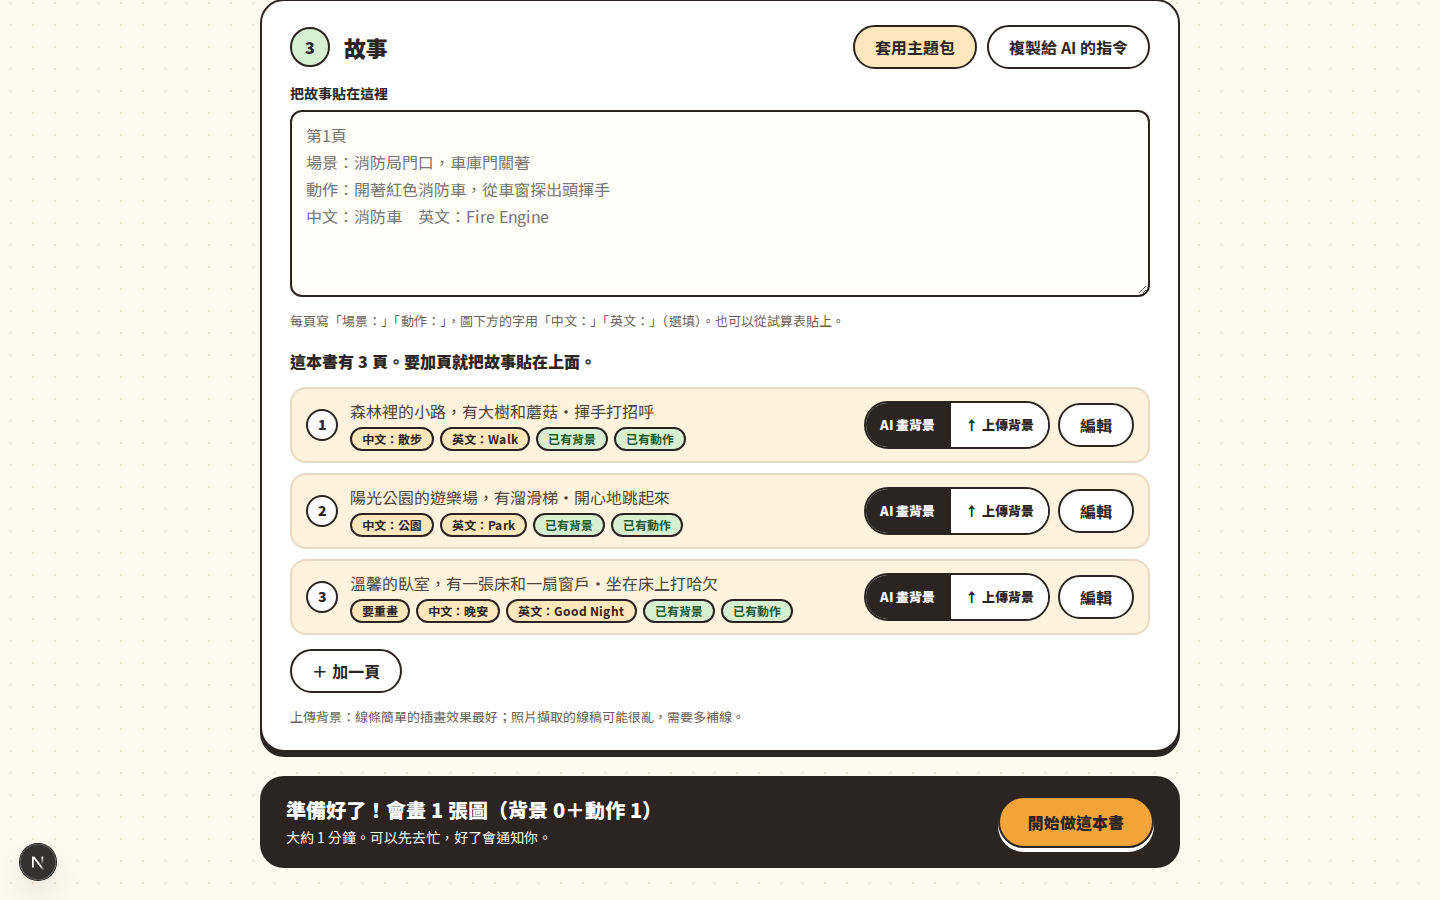 3 故事 套用主題包 複製給 AI 的指令
把故事貼在這裡
第1頁
場景：消防局門口，車庫門關著
動作：開著紅色消防車，從車窗探出頭揮手
中文：消防車　英文：Fire Engine
每頁寫「場景：」「動作：」，圖下方的字用「中文：」「英文：」（選填）。也可以從試算表貼上。
這本書有 3 頁。要加頁就把故事貼在上面。
1 森林裡的小路，有大樹和蘑菇・揮手打招呼
中文：散步 英文：Walk 已有背景 已有動作
AI 畫背景 ↑ 上傳背景 編輯
2 陽光公園的遊樂場，有溜滑梯・開心地跳起來
中文：公園 英文：Park 已有背景 已有動作
AI 畫背景 ↑ 上傳背景 編輯
3 溫馨的臥室，有一張床和一扇窗戶・坐在床上打哈欠
要重畫 中文：晚安 英文：Good Night 已有背景 已有動作
AI 畫背景 ↑ 上傳背景 編輯
＋ 加一頁
上傳背景：線條簡單的插畫效果最好；照片擷取的線稿可能很亂，需要多補線。
準備好了！會畫 1 張圖（背景 0＋動作 1）
大約 1 分鐘。可以先去忙，好了會通知你。
開始做這本書
N